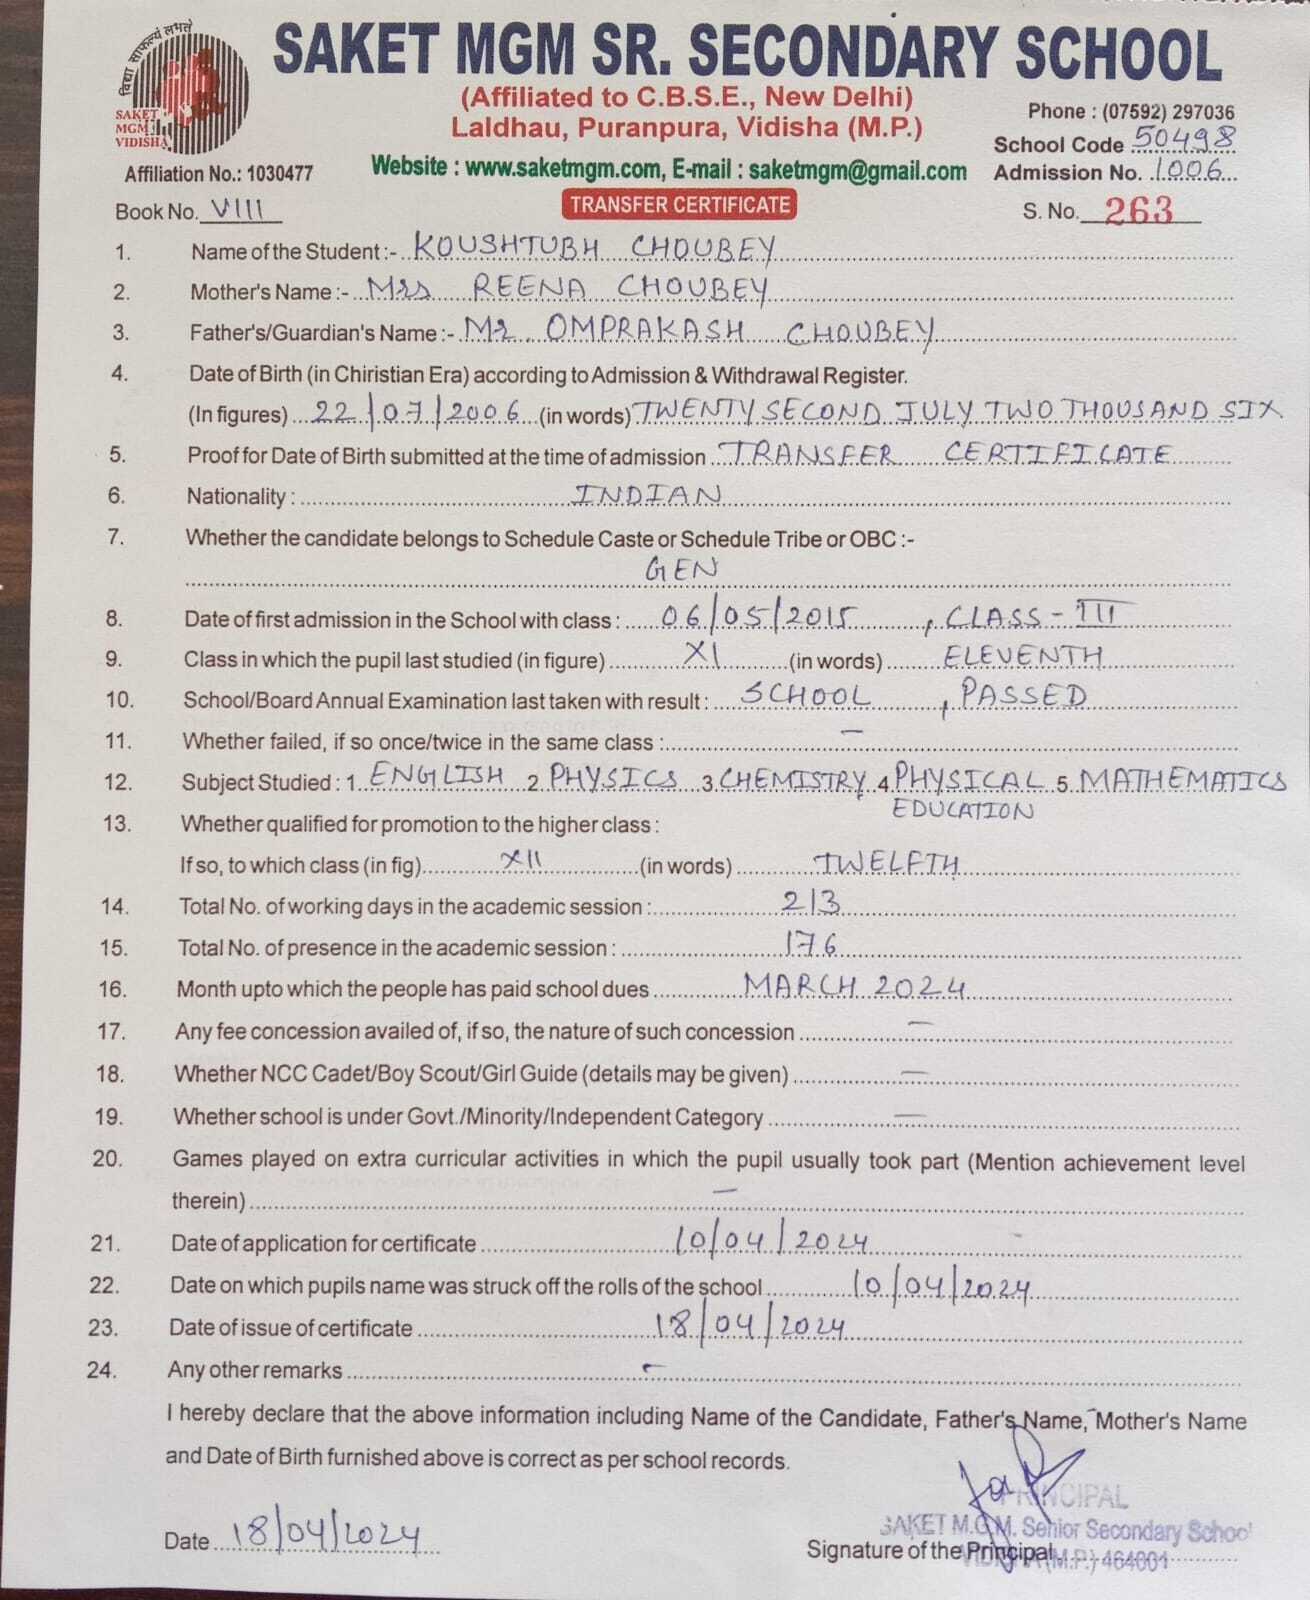 विद्या साफल्यं लभते
SAKET
MGM
VIDISHA
SAKET MGM SR. SECONDARY SCHOOL
(Affiliated to C.B.S.E., New Delhi)
Laldhau, Puranpura, Vidisha (M.P.)
Phone : (07592) 297036
School Code 50498
Affiliation No.: 1030477
Website : www.saketmgm.com, E-mail : saketmgm@gmail.com
Admission No. 1006
Book No. VIII
TRANSFER CERTIFICATE
S. No. 263
1. Name of the Student :- KOUSHTUBH CHOUBEY
2. Mother's Name :- Mrs REENA CHOUBEY
3. Father's/Guardian's Name :- Mr. OMPRAKASH CHOUBEY
4. Date of Birth (in Chiristian Era) according to Admission & Withdrawal Register.
(In figures) 22/07/2006 (in words) TWENTY SECOND JULY TWO THOUSAND SIX
5. Proof for Date of Birth submitted at the time of admission TRANSFER CERTIFICATE
6. Nationality : INDIAN
7. Whether the candidate belongs to Schedule Caste or Schedule Tribe or OBC :-
GEN
8. Date of first admission in the School with class : 06/05/2015, CLASS - III
9. Class in which the pupil last studied (in figure) XI (in words) ELEVENTH
10. School/Board Annual Examination last taken with result : SCHOOL, PASSED
11. Whether failed, if so once/twice in the same class : —
12. Subject Studied : 1. ENGLISH 2. PHYSICS 3. CHEMISTRY 4. PHYSICAL 5. MATHEMATICS
EDUCATION
13. Whether qualified for promotion to the higher class :
If so, to which class (in fig) XII (in words) TWELFTH
14. Total No. of working days in the academic session : 213
15. Total No. of presence in the academic session : 176
16. Month upto which the people has paid school dues MARCH 2024
17. Any fee concession availed of, if so, the nature of such concession —
18. Whether NCC Cadet/Boy Scout/Girl Guide (details may be given) —
19. Whether school is under Govt./Minority/Independent Category —
20. Games played on extra curricular activities in which the pupil usually took part (Mention achievement level
therein) —
21. Date of application for certificate 10/04/2024
22. Date on which pupils name was struck off the rolls of the school 10/04/2024
23. Date of issue of certificate 18/04/2024
24. Any other remarks —
I hereby declare that the above information including Name of the Candidate, Father's Name, Mother's Name
and Date of Birth furnished above is correct as per school records.
PRINCIPAL
SAKET M.G.M. Senior Secondary School
Date 18/04/2024
Signature of the Principal
VIDISHA (M.P.) 464001